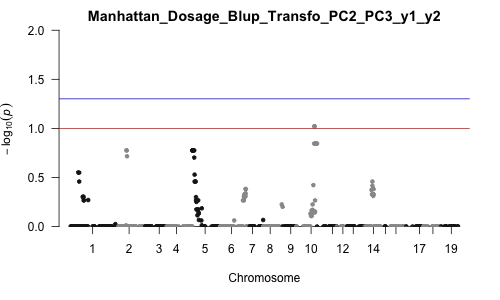 Manhattan_Dosage_Blup_Transfo_PC2_PC3_y1_y2
2.0
1.5
1.0
0.5
0.0
− log₁₀(p)
1 2 3 4 5 6 7 8 9 10 12 14 17 19
Chromosome